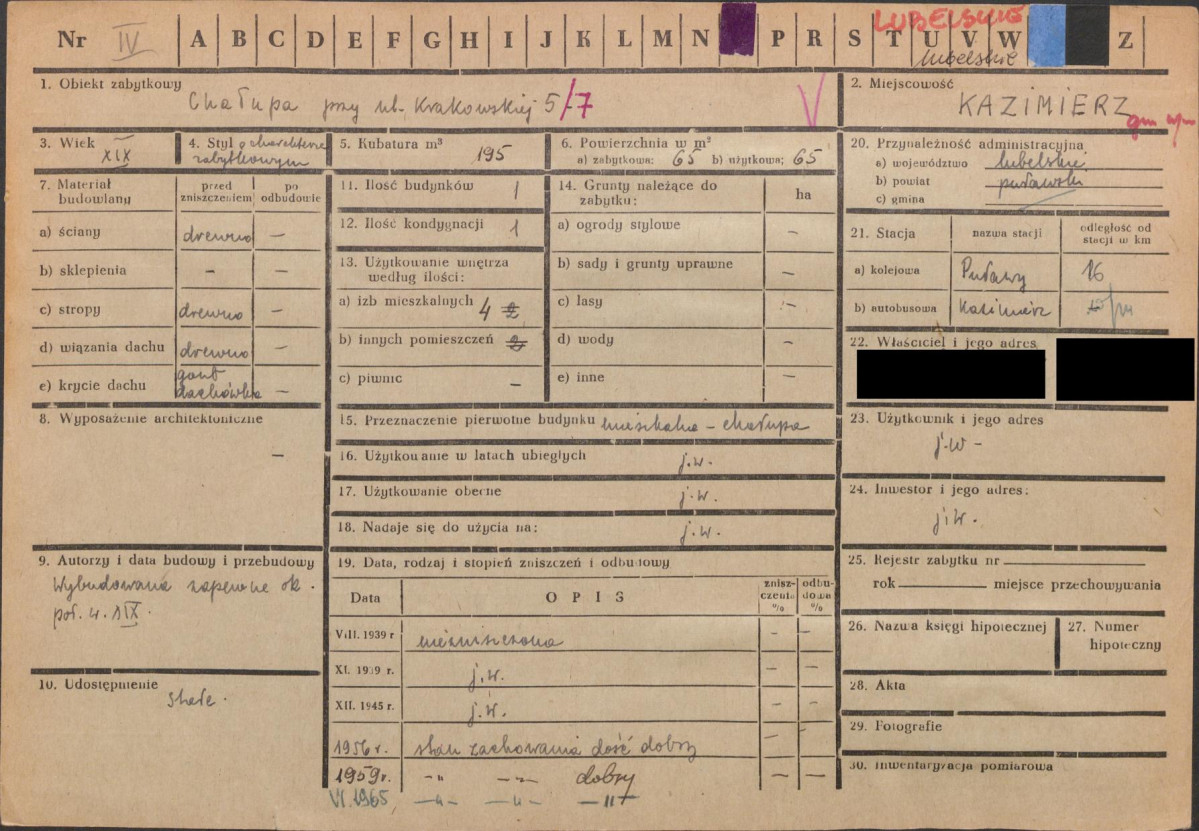 Nr IV A B C D E F G H I J K L M N P R S T U V W Z
LUBELSKIE
lubelskie
1. Obiekt zabytkowy
Chałupa przy ul. Krakowskiej 5/7
2. Miejscowość
KAZIMIERZ
3. Wiek
XIX
4. Styl o charakterze
zabytkowym
5. Kubatura m³
195
6. Powierzchnia w m²
a) zabytkowa: 65 b) użytkowa: 65
7. Materiał budowlany
przed zniszczeniem
po odbudowie
a) ściany drewno —
b) sklepienia — —
c) stropy drewno —
d) wiązania dachu drewno —
e) krycie dachu gont
dachówka —
8. Wyposażenie architektoniczne
—
9. Autorzy i data budowy i przebudowy
Wybudowana zapewne ok.
poł. w. XIX.
10. Udostępnienie
stałe.
11. Ilość budynków 1
12. Ilość kondygnacji 1
13. Użytkowanie wnętrza
według ilości:
a) izb mieszkalnych 4 2
b) innych pomieszczeń 2
c) piwnic —
14. Grunty należące do
zabytku:
ha
a) ogrody stylowe —
b) sady i grunty uprawne —
c) lasy —
d) wody —
e) inne —
15. Przeznaczenie pierwotne budynku mieszkalna - chałupa
16. Użytkowanie w latach ubiegłych j.w.
17. Użytkowanie obecne j.w.
18. Nadaje się do użycia na: j.w.
19. Data, rodzaj i stopień zniszczeń i odbudowy
Data
OPIS
znisz-
czenia
%
odbu-
dowa
%
VIII. 1939 r niezniszczona — —
XI. 1939 r. j.w. — —
XII. 1945 r. j.w. — —
1956 r. stan zachowania dość dobry —
1959 r. -„- -„- dobry — —
VI.1965 —„— —„— —„—
20. Przynależność administracyjna
a) województwo lubelskie
b) powiat puławski
c) gmina
21. Stacja
nazwa stacji
odległość od
stacji w km
a) kolejowa Puławy 16
b) autobusowa Kazimierz
22. Właściciel i jego adres
23. Użytkownik i jego adres
j.w -
24. Inwestor i jego adres:
j.w.
25. Rejestr zabytku nr
rok miejsce przechowywania
26. Nazwa księgi hipotecznej
27. Numer
hipoteczny
28. Akta
29. Fotografie
30. Inwentaryzacja pomiarowa